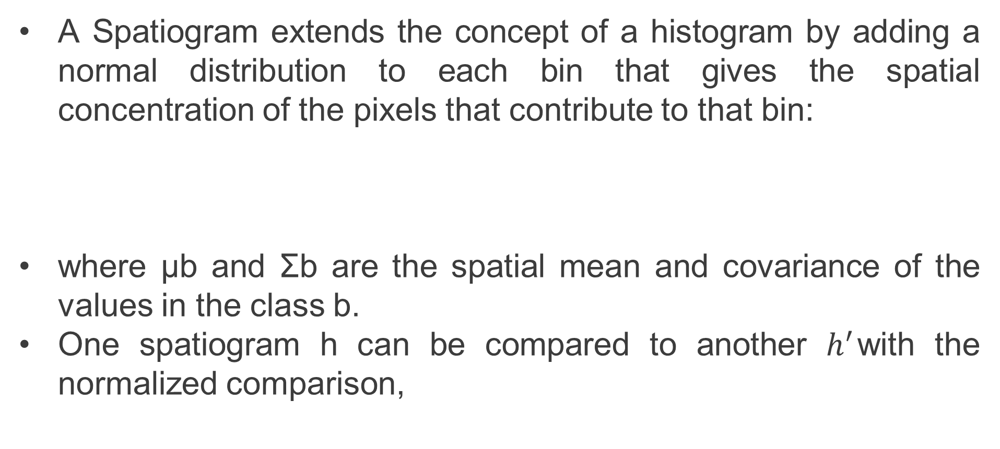 • A Spatiogram extends the concept of a histogram by adding a
normal distribution to each bin that gives the spatial
concentration of the pixels that contribute to that bin:
• where μb and Σb are the spatial mean and covariance of the
values in the class b.
• One spatiogram h can be compared to another ℎ′with the
normalized comparison,